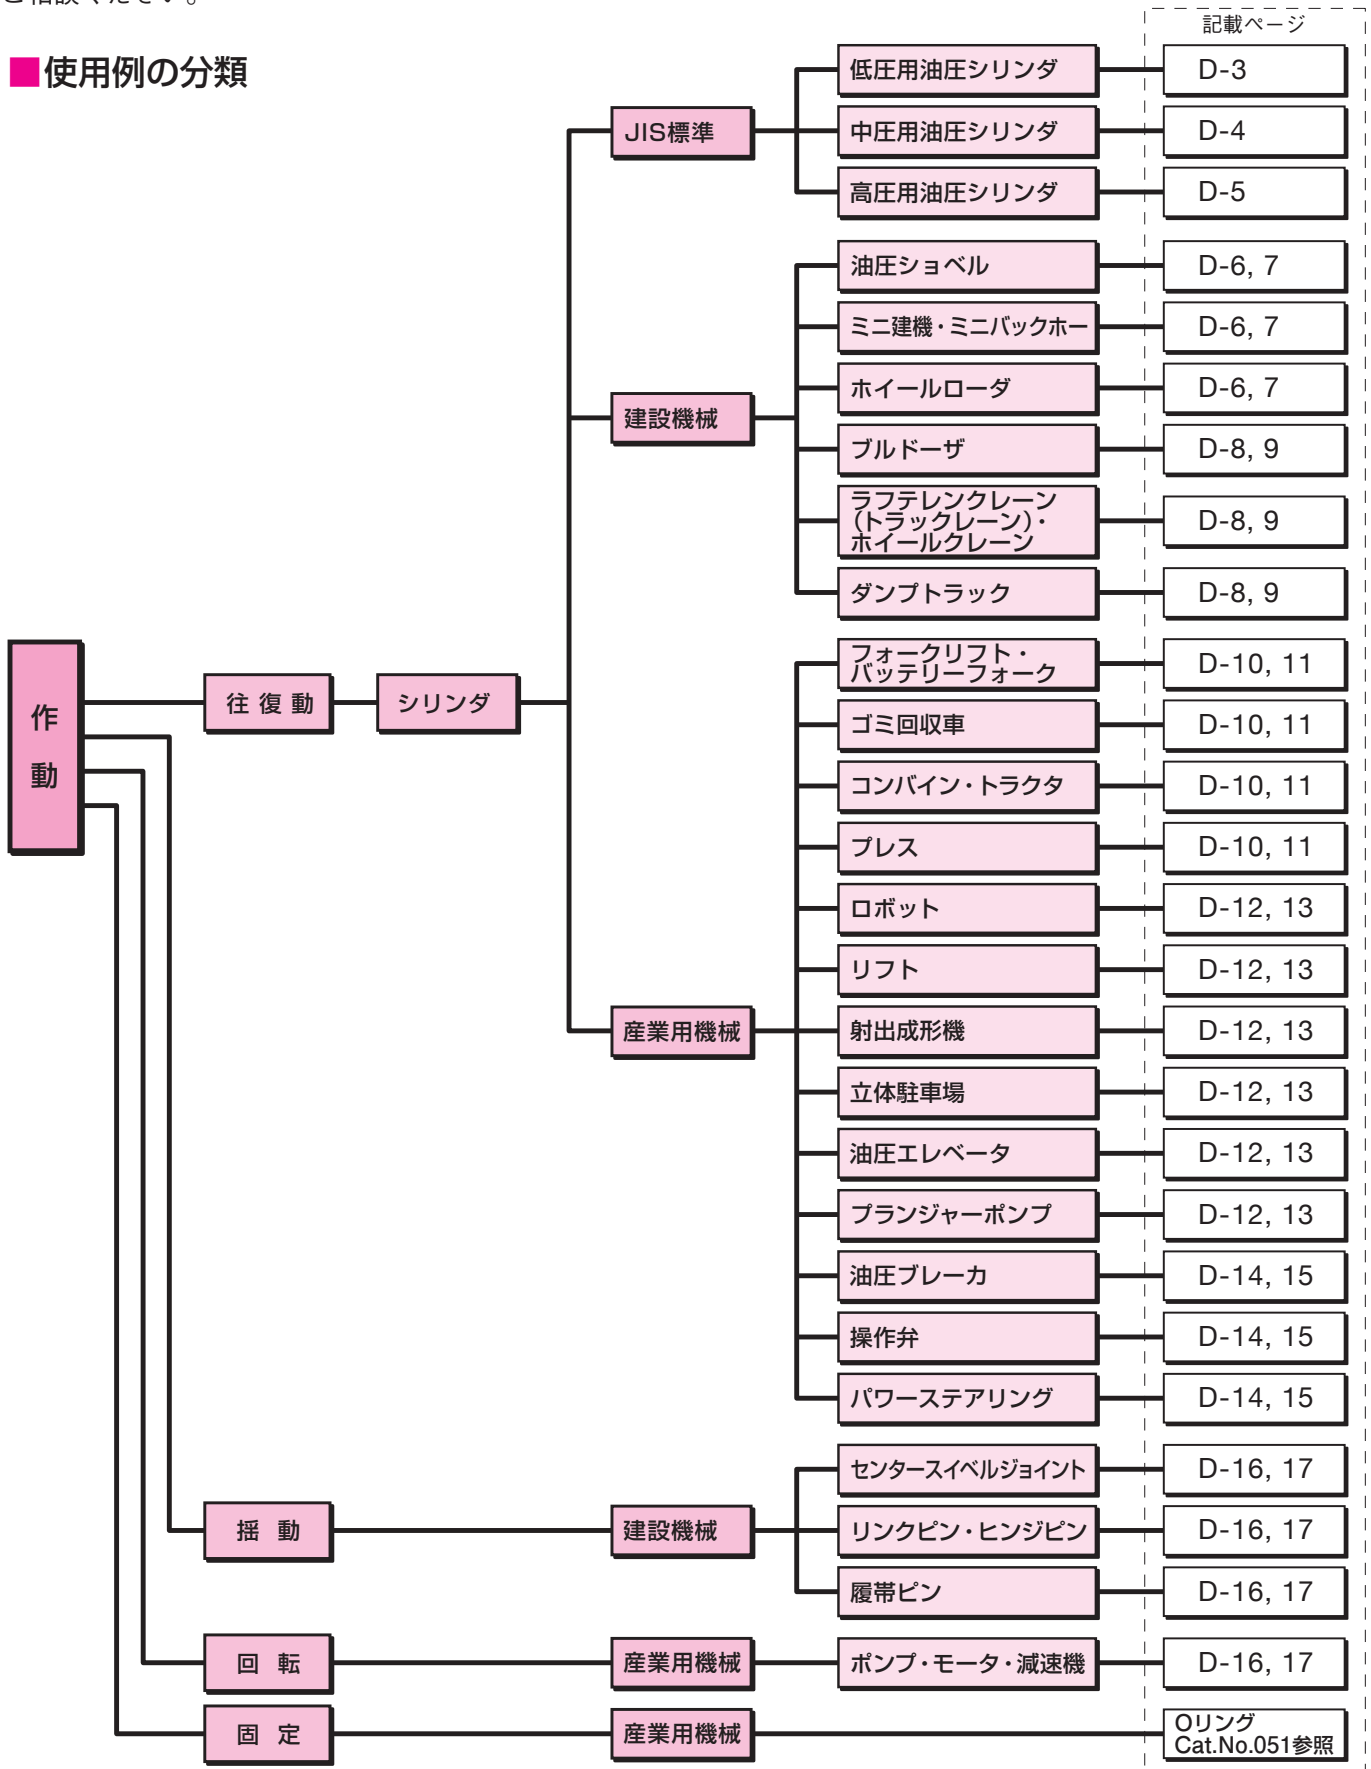 ご相談ください。
記載ページ
■使用例の分類
低圧用油圧シリンダ
D-3
JIS標準
中圧用油圧シリンダ
D-4
高圧用油圧シリンダ
D-5
油圧ショベル
D-6, 7
ミニ建機・ミニバックホー
D-6, 7
ホイールローダ
D-6, 7
建設機械
ブルドーザ
D-8, 9
ラフテレンクレーン
(トラックレーン)・
ホイールクレーン
D-8, 9
ダンプトラック
D-8, 9
作動
往復動
シリンダ
フォークリフト・
バッテリーフォーク
D-10, 11
ゴミ回収車
D-10, 11
コンバイン・トラクタ
D-10, 11
プレス
D-10, 11
ロボット
D-12, 13
リフト
D-12, 13
産業用機械
射出成形機
D-12, 13
立体駐車場
D-12, 13
油圧エレベータ
D-12, 13
プランジャーポンプ
D-12, 13
油圧ブレーカ
D-14, 15
操作弁
D-14, 15
パワーステアリング
D-14, 15
センタースイベルジョイント
D-16, 17
揺動
建設機械
リンクピン・ヒンジピン
D-16, 17
履帯ピン
D-16, 17
回転
産業用機械
ポンプ・モータ・減速機
D-16, 17
固定
産業用機械
Oリング
Cat.No.051参照